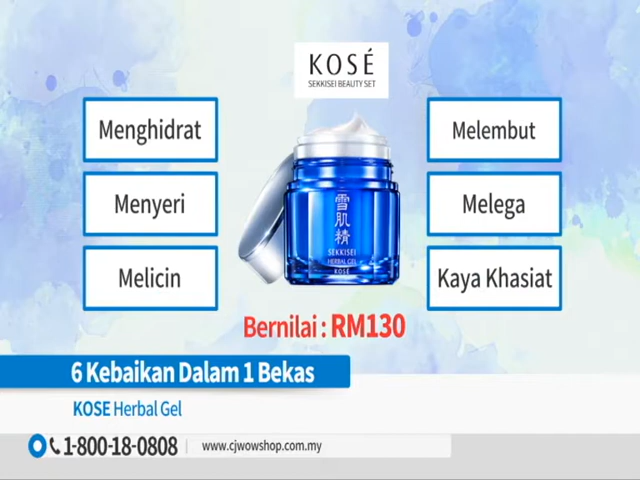 KOSÉ
SEKKISEI BEAUTY SET
Menghidrat
Menyeri
Melicin
雪肌精
SEKKISEI
HERBAL GEL
KOSÉ
Melembut
Melega
Kaya Khasiat
Bernilai : RM130
6 Kebaikan Dalam 1 Bekas
KOSE Herbal Gel
1-800-18-0808
www.cjwowshop.com.my